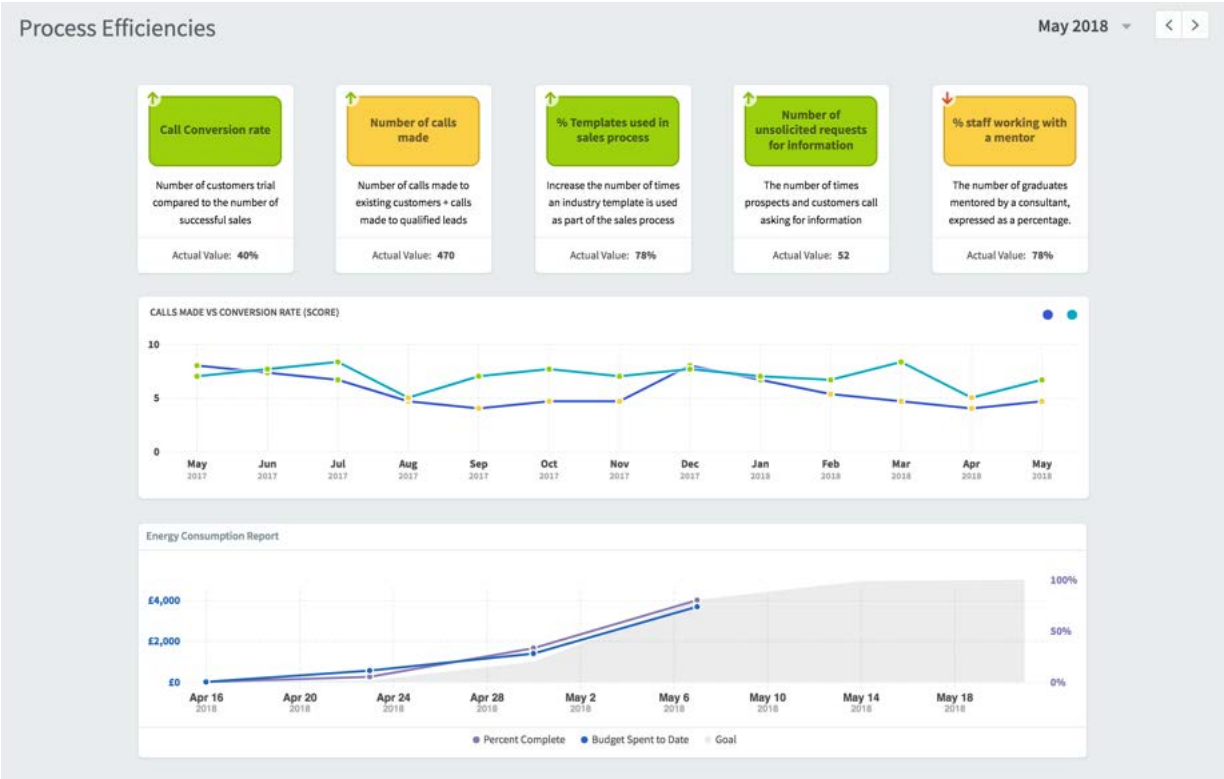 Process Efficiencies
May 2018
Call Conversion rate
Number of customers trial
compared to the number of
successful sales
Actual Value: 40%
Number of calls
made
Number of calls made to
existing customers + calls
made to qualified leads
Actual Value: 470
% Templates used in
sales process
Increase the number of times
an industry template is used
as part of the sales process
Actual Value: 78%
Number of
unsolicited requests
for information
The number of times
prospects and customers call
asking for information
Actual Value: 52
% staff working with
a mentor
The number of graduates
mentored by a consultant,
expressed as a percentage.
Actual Value: 78%
CALLS MADE VS CONVERSION RATE (SCORE)
10
5
0
May Jun Jul Aug Sep Oct Nov Dec Jan Feb Mar Apr May
2017 2017 2017 2017 2017 2017 2017 2017 2018 2018 2018 2018 2018
Energy Consumption Report
100%
£4,000
50%
£2,000
£0 0%
Apr 16 Apr 20 Apr 24 Apr 28 May 2 May 6 May 10 May 14 May 18
2018 2018 2018 2018 2018 2018 2018 2018 2018
Percent Complete Budget Spent to Date Goal